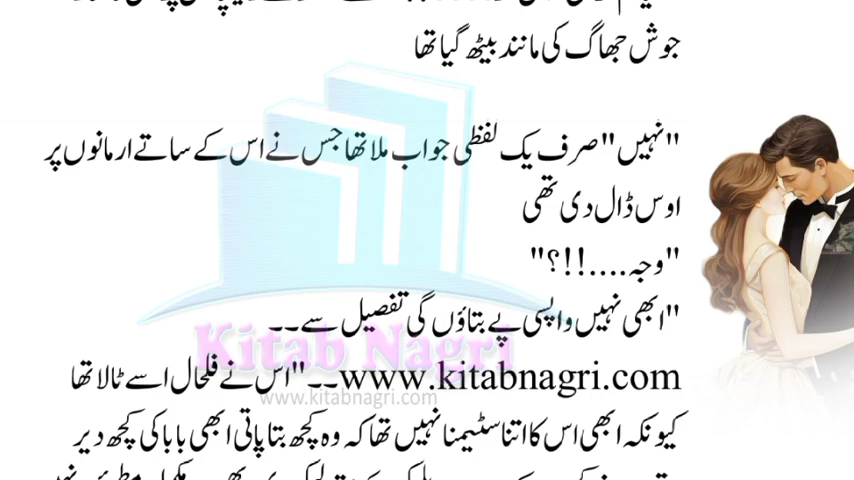 جوش جھاگ کی مانند بیٹھ گیا تھا
"نہیں" صرف یک لفظی جواب ملا تھا جس نے اس کے ساتے ارمانوں پر
اوس ڈال دی تھی
"وجہ....!!؟"
"ابھی نہیں واپسی پے بتاؤں گی تفصیل سے۔۔
Kitab Nagri
www.kitabnagri.com۔۔" اس نے فلحال اسے ٹالا تھا
www.kitabnagri.com
کیونکہ ابھی اس کا اتنا سٹیمنا نہیں تھا کہ وہ کچھ بتا پاتی ابھی بابا کی کچھ دیر